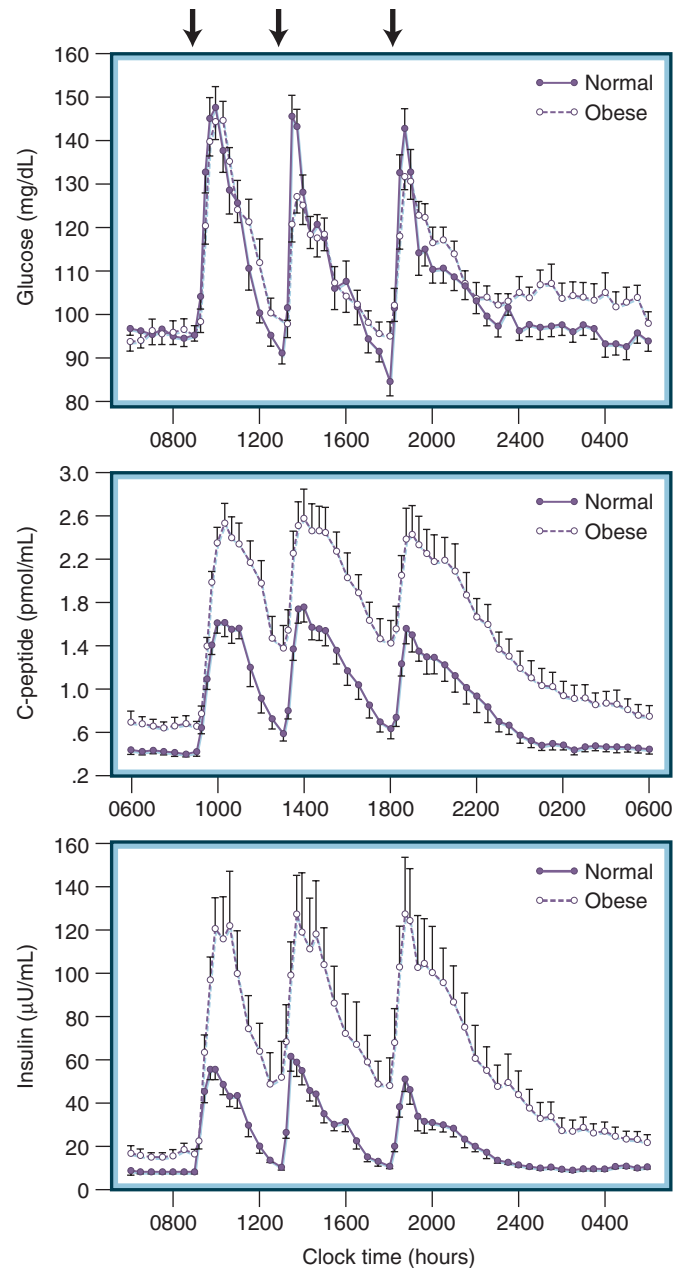 160
150
140
130
120
110
100
90
80
Glucose (mg/dL)
Normal
Obese
0800 1200 1600 2000 2400 0400
3.0
2.6
2.2
1.8
1.4
1.0
.6
.2
C-peptide (pmol/mL)
Normal
Obese
0600 1000 1400 1800 2200 0200 0600
160
140
120
100
80
60
40
20
0
Insulin (µU/mL)
Normal
Obese
0800 1200 1600 2000 2400 0400
Clock time (hours)